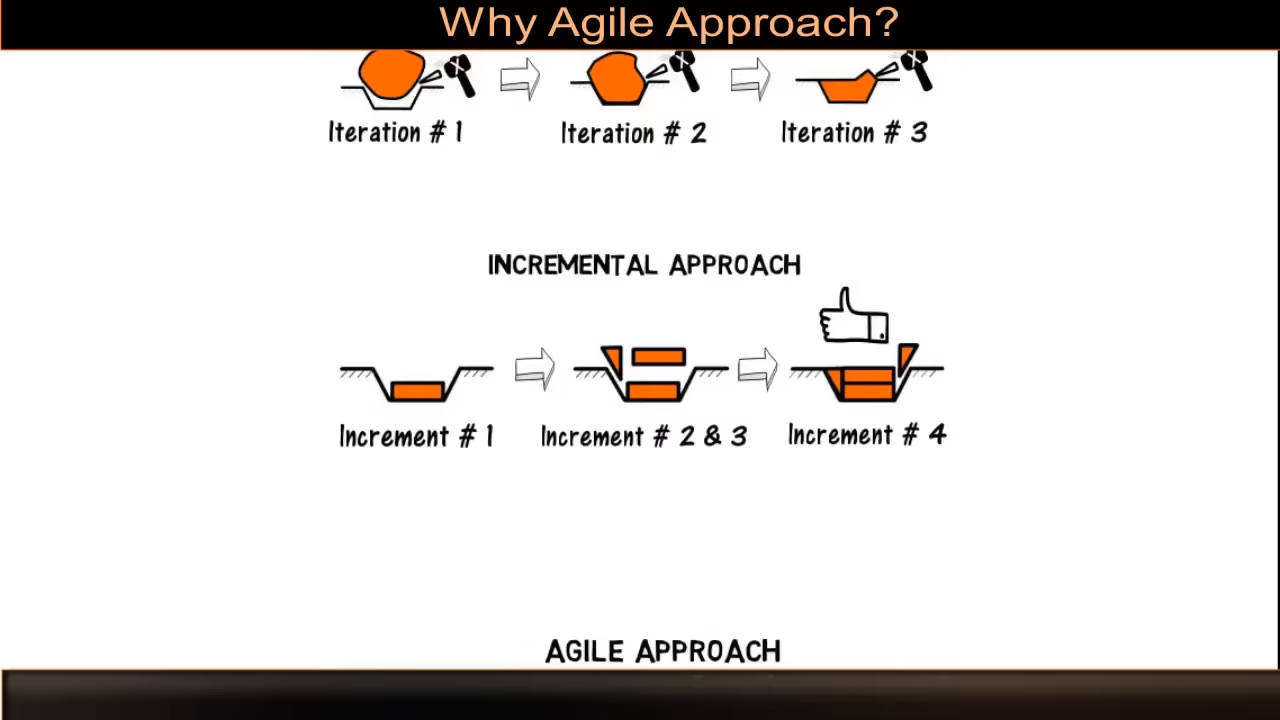 Why Agile Approach?
Iteration # 1 Iteration # 2 Iteration # 3
INCREMENTAL APPROACH
Increment # 1 Increment # 2 & 3 Increment # 4
AGILE APPROACH